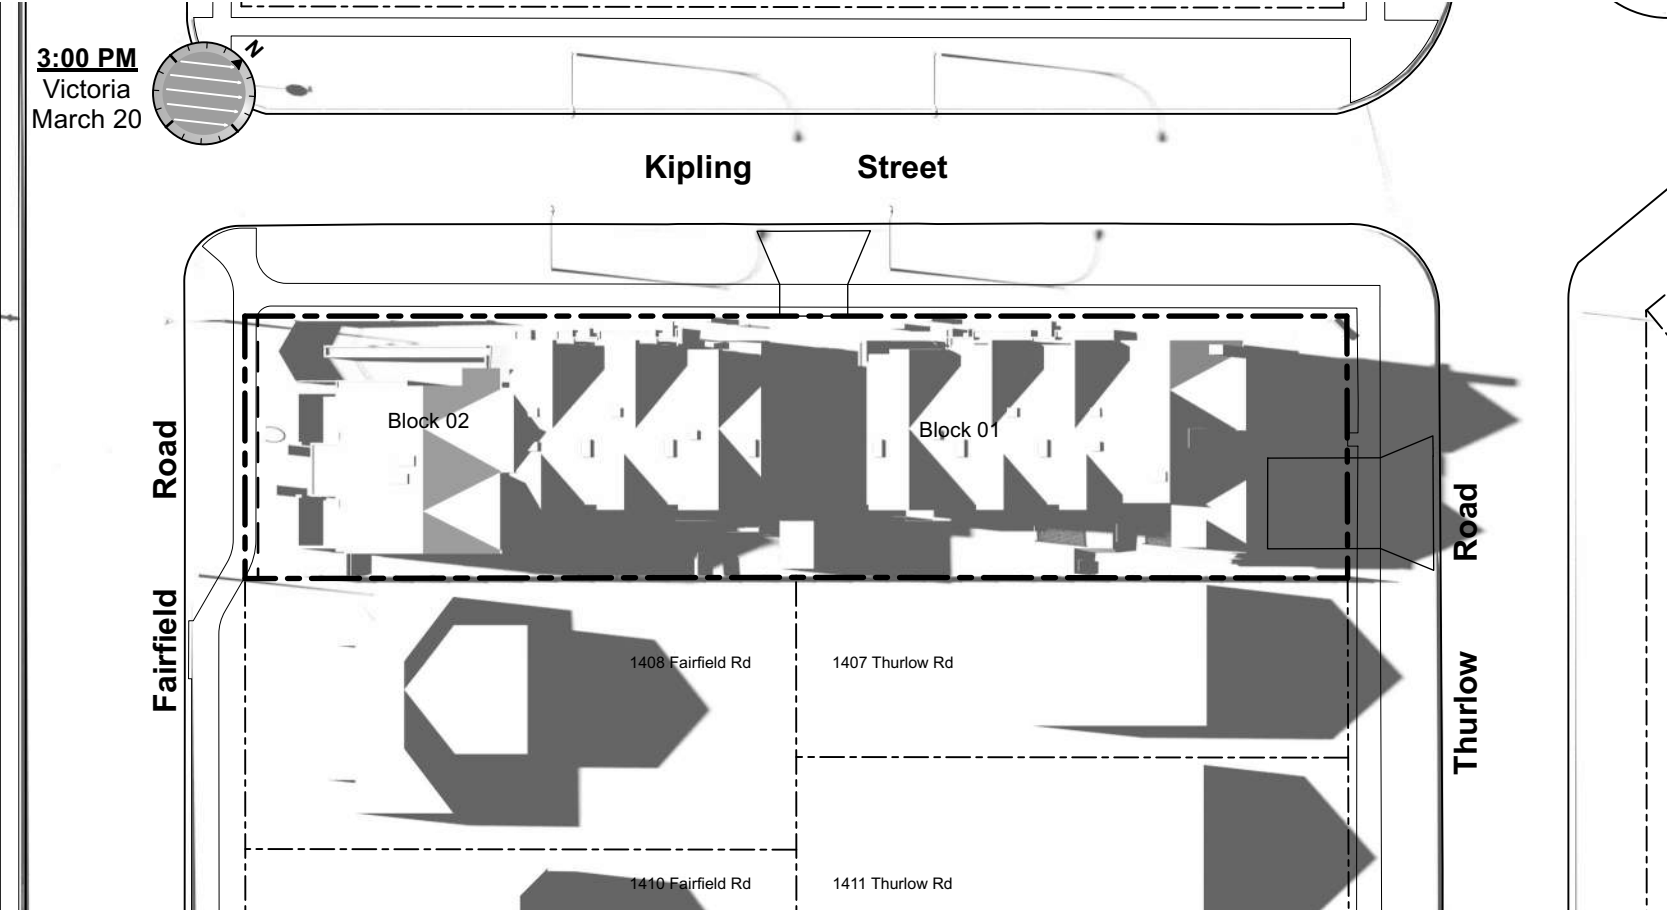 3:00 PM
Victoria
March 20
N
Kipling Street
Block 02
Block 01
Fairfield Road
Thurlow Road
1408 Fairfield Rd
1407 Thurlow Rd
1410 Fairfield Rd
1411 Thurlow Rd